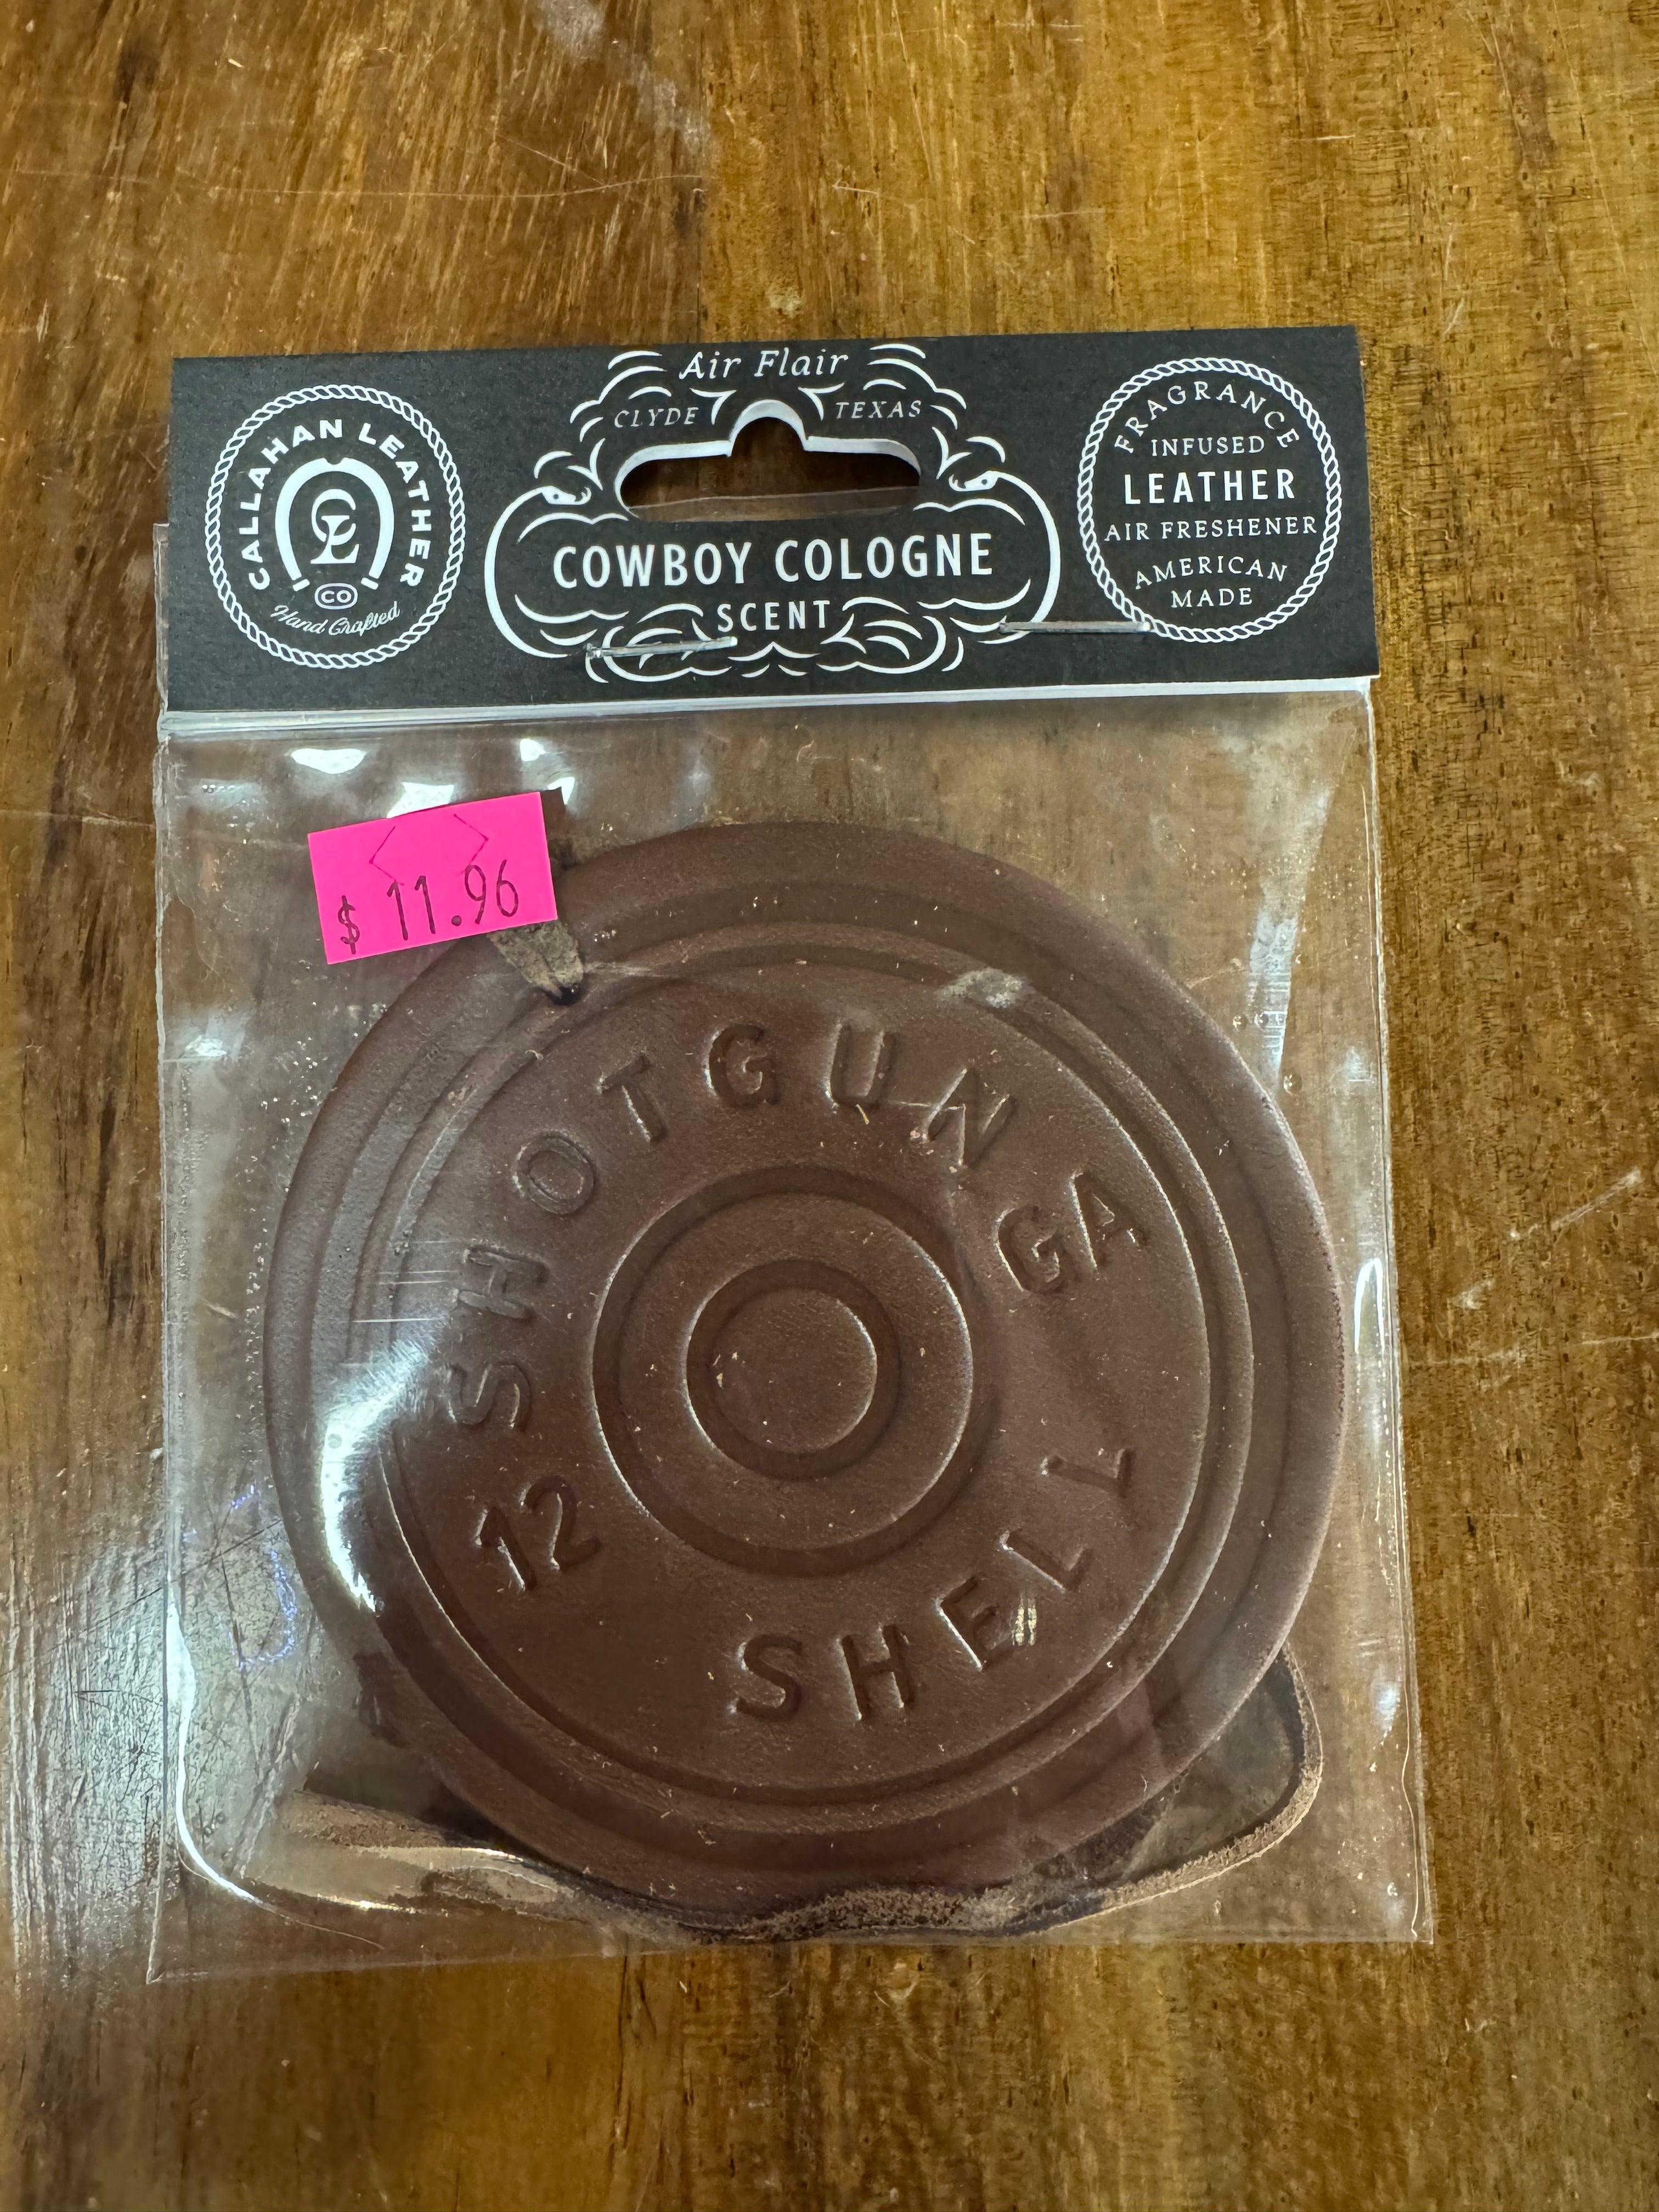 CALLAHAN LEATHER
CL
CO
Hand Crafted
Air Flair
CLYDE TEXAS
COWBOY COLOGNE
SCENT
FRAGRANCE
INFUSED
LEATHER
AIR FRESHENER
AMERICAN
MADE
$ 11.96
SHOTGUN
12 GA
SHELL